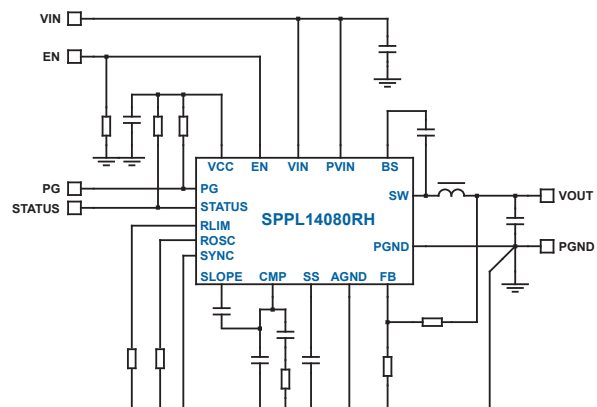 VIN
EN
VCC EN VIN PVIN BS
PG PG
SW VOUT
STATUS STATUS
SPPL14080RH
RLIM
ROSC
PGND PGND
SYNC
SLOPE CMP SS AGND FB